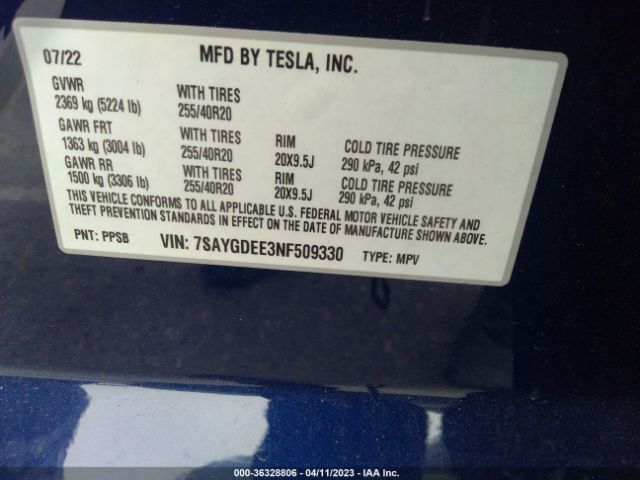 07/22 MFD BY TESLA, INC.
GVWR WITH TIRES
2369 kg (5224 lb) 255/40R20
GAWR FRT WITH TIRES RIM COLD TIRE PRESSURE
1363 kg (3004 lb) 255/40R20 20X9.5J 290 kPa, 42 psi
GAWR RR WITH TIRES RIM COLD TIRE PRESSURE
1500 kg (3306 lb) 255/40R20 20X9.5J 290 kPa, 42 psi
THIS VEHICLE CONFORMS TO ALL APPLICABLE U.S. FEDERAL MOTOR VEHICLE SAFETY AND
THEFT PREVENTION STANDARDS IN EFFECT ON THE DATE OF MANUFACTURE SHOWN ABOVE.
PNT: PPSB VIN: 7SAYGDEE3NF509330 TYPE: MPV
000-36328806 - 04/11/2023 - IAA Inc.